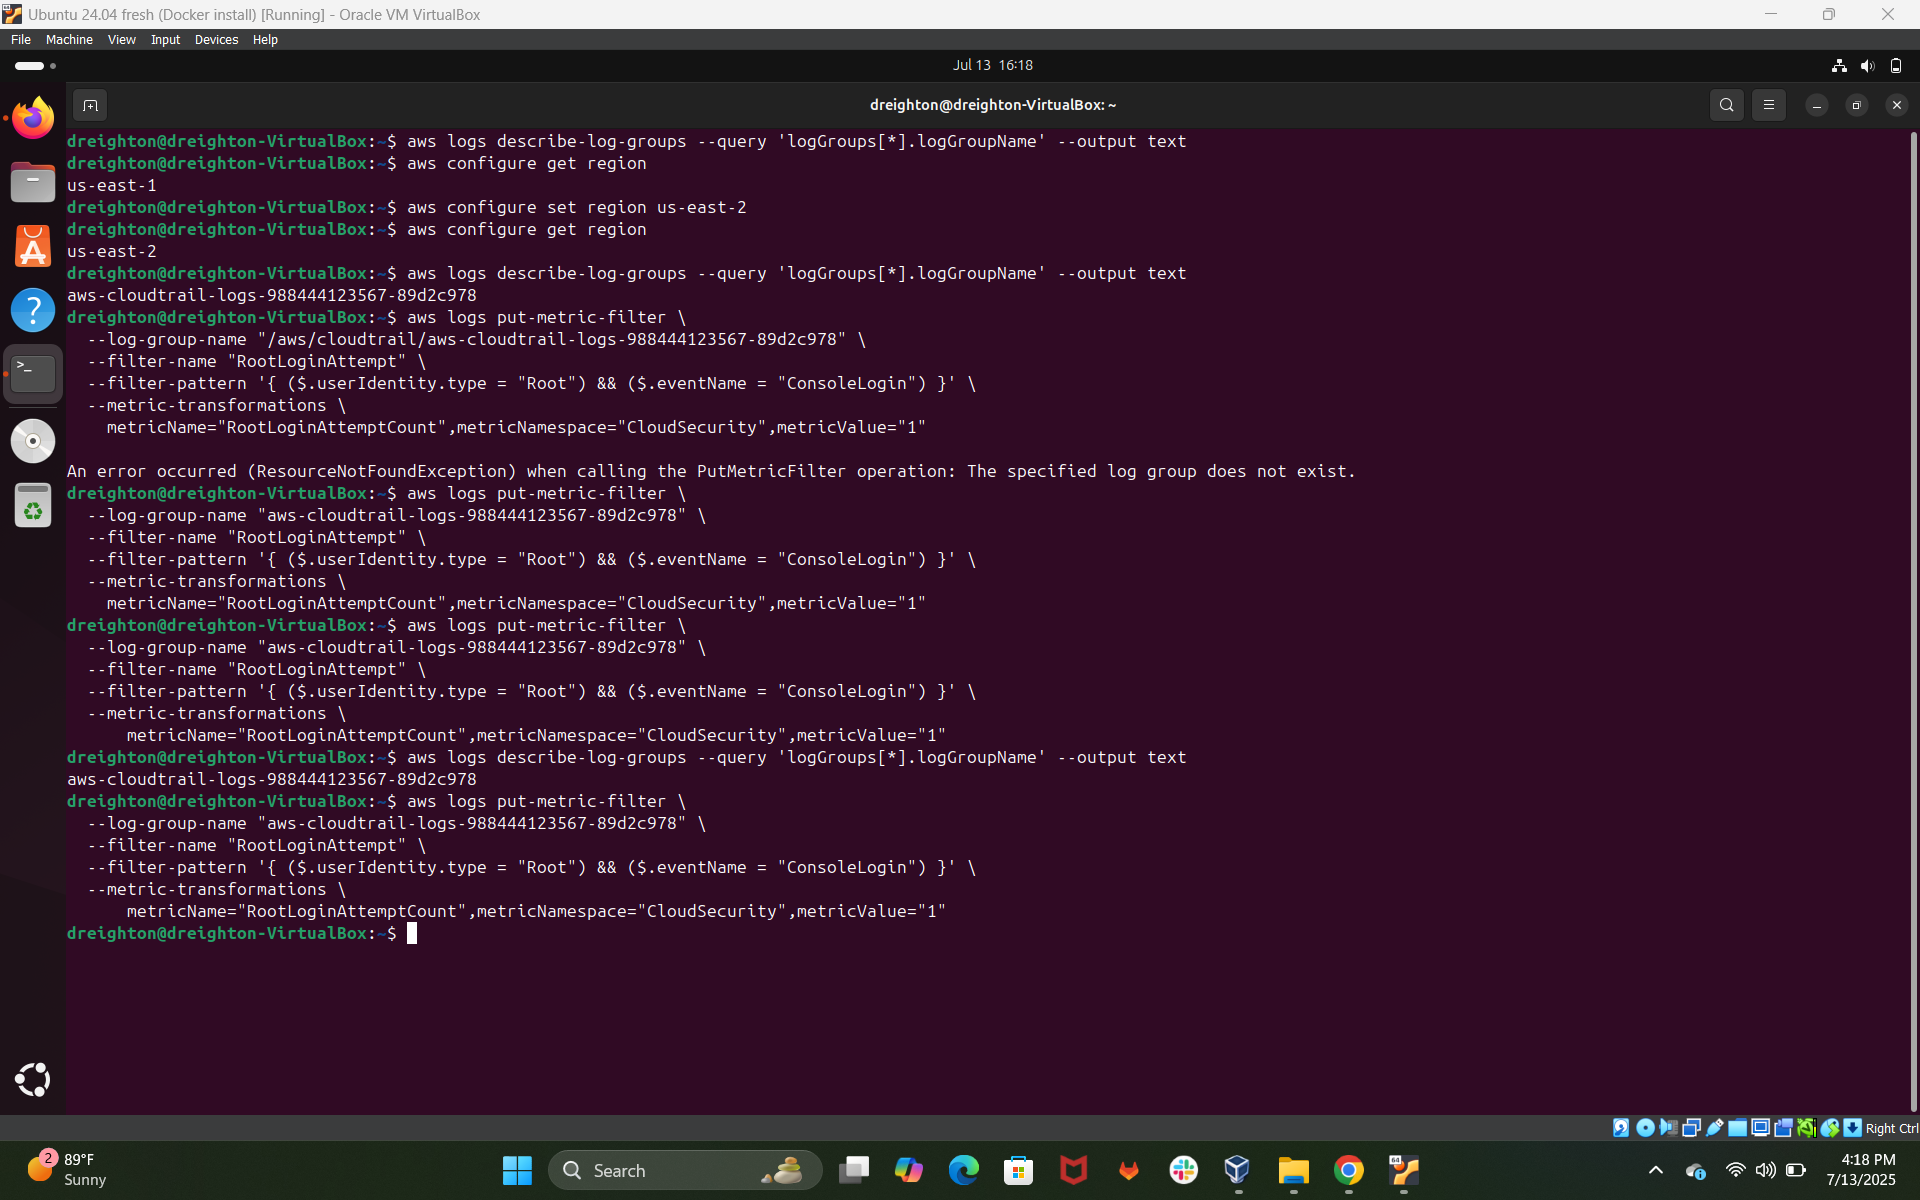 Ubuntu 24.04 fresh (Docker install) [Running] - Oracle VM VirtualBox
File Machine View Input Devices Help
Jul 13 16:18
dreighton@dreighton-VirtualBox: ~
dreighton@dreighton-VirtualBox:~$ aws logs describe-log-groups --query 'logGroups[*].logGroupName' --output text
dreighton@dreighton-VirtualBox:~$ aws configure get region
us-east-1
dreighton@dreighton-VirtualBox:~$ aws configure set region us-east-2
dreighton@dreighton-VirtualBox:~$ aws configure get region
us-east-2
dreighton@dreighton-VirtualBox:~$ aws logs describe-log-groups --query 'logGroups[*].logGroupName' --output text
aws-cloudtrail-logs-988444123567-89d2c978
dreighton@dreighton-VirtualBox:~$ aws logs put-metric-filter \
  --log-group-name "/aws/cloudtrail/aws-cloudtrail-logs-988444123567-89d2c978" \
  --filter-name "RootLoginAttempt" \
  --filter-pattern '{ ($.userIdentity.type = "Root") && ($.eventName = "ConsoleLogin") }' \
  --metric-transformations \
    metricName="RootLoginAttemptCount",metricNamespace="CloudSecurity",metricValue="1"
An error occurred (ResourceNotFoundException) when calling the PutMetricFilter operation: The specified log group does not exist.
dreighton@dreighton-VirtualBox:~$ aws logs put-metric-filter \
  --log-group-name "aws-cloudtrail-logs-988444123567-89d2c978" \
  --filter-name "RootLoginAttempt" \
  --filter-pattern '{ ($.userIdentity.type = "Root") && ($.eventName = "ConsoleLogin") }' \
  --metric-transformations \
    metricName="RootLoginAttemptCount",metricNamespace="CloudSecurity",metricValue="1"
dreighton@dreighton-VirtualBox:~$ aws logs put-metric-filter \
  --log-group-name "aws-cloudtrail-logs-988444123567-89d2c978" \
  --filter-name "RootLoginAttempt" \
  --filter-pattern '{ ($.userIdentity.type = "Root") && ($.eventName = "ConsoleLogin") }' \
  --metric-transformations \
      metricName="RootLoginAttemptCount",metricNamespace="CloudSecurity",metricValue="1"
dreighton@dreighton-VirtualBox:~$ aws logs describe-log-groups --query 'logGroups[*].logGroupName' --output text
aws-cloudtrail-logs-988444123567-89d2c978
dreighton@dreighton-VirtualBox:~$ aws logs put-metric-filter \
  --log-group-name "aws-cloudtrail-logs-988444123567-89d2c978" \
  --filter-name "RootLoginAttempt" \
  --filter-pattern '{ ($.userIdentity.type = "Root") && ($.eventName = "ConsoleLogin") }' \
  --metric-transformations \
      metricName="RootLoginAttemptCount",metricNamespace="CloudSecurity",metricValue="1"
dreighton@dreighton-VirtualBox:~$
Right Ctrl
2
89°F
Sunny
Search
4:18 PM
7/13/2025